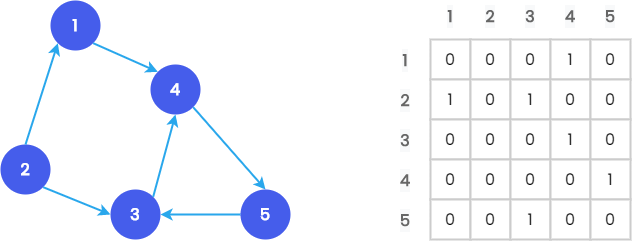 1
4
2
3
5
1 2 3 4 5
1 0 0 0 1 0
2 1 0 1 0 0
3 0 0 0 1 0
4 0 0 0 0 1
5 0 0 1 0 0